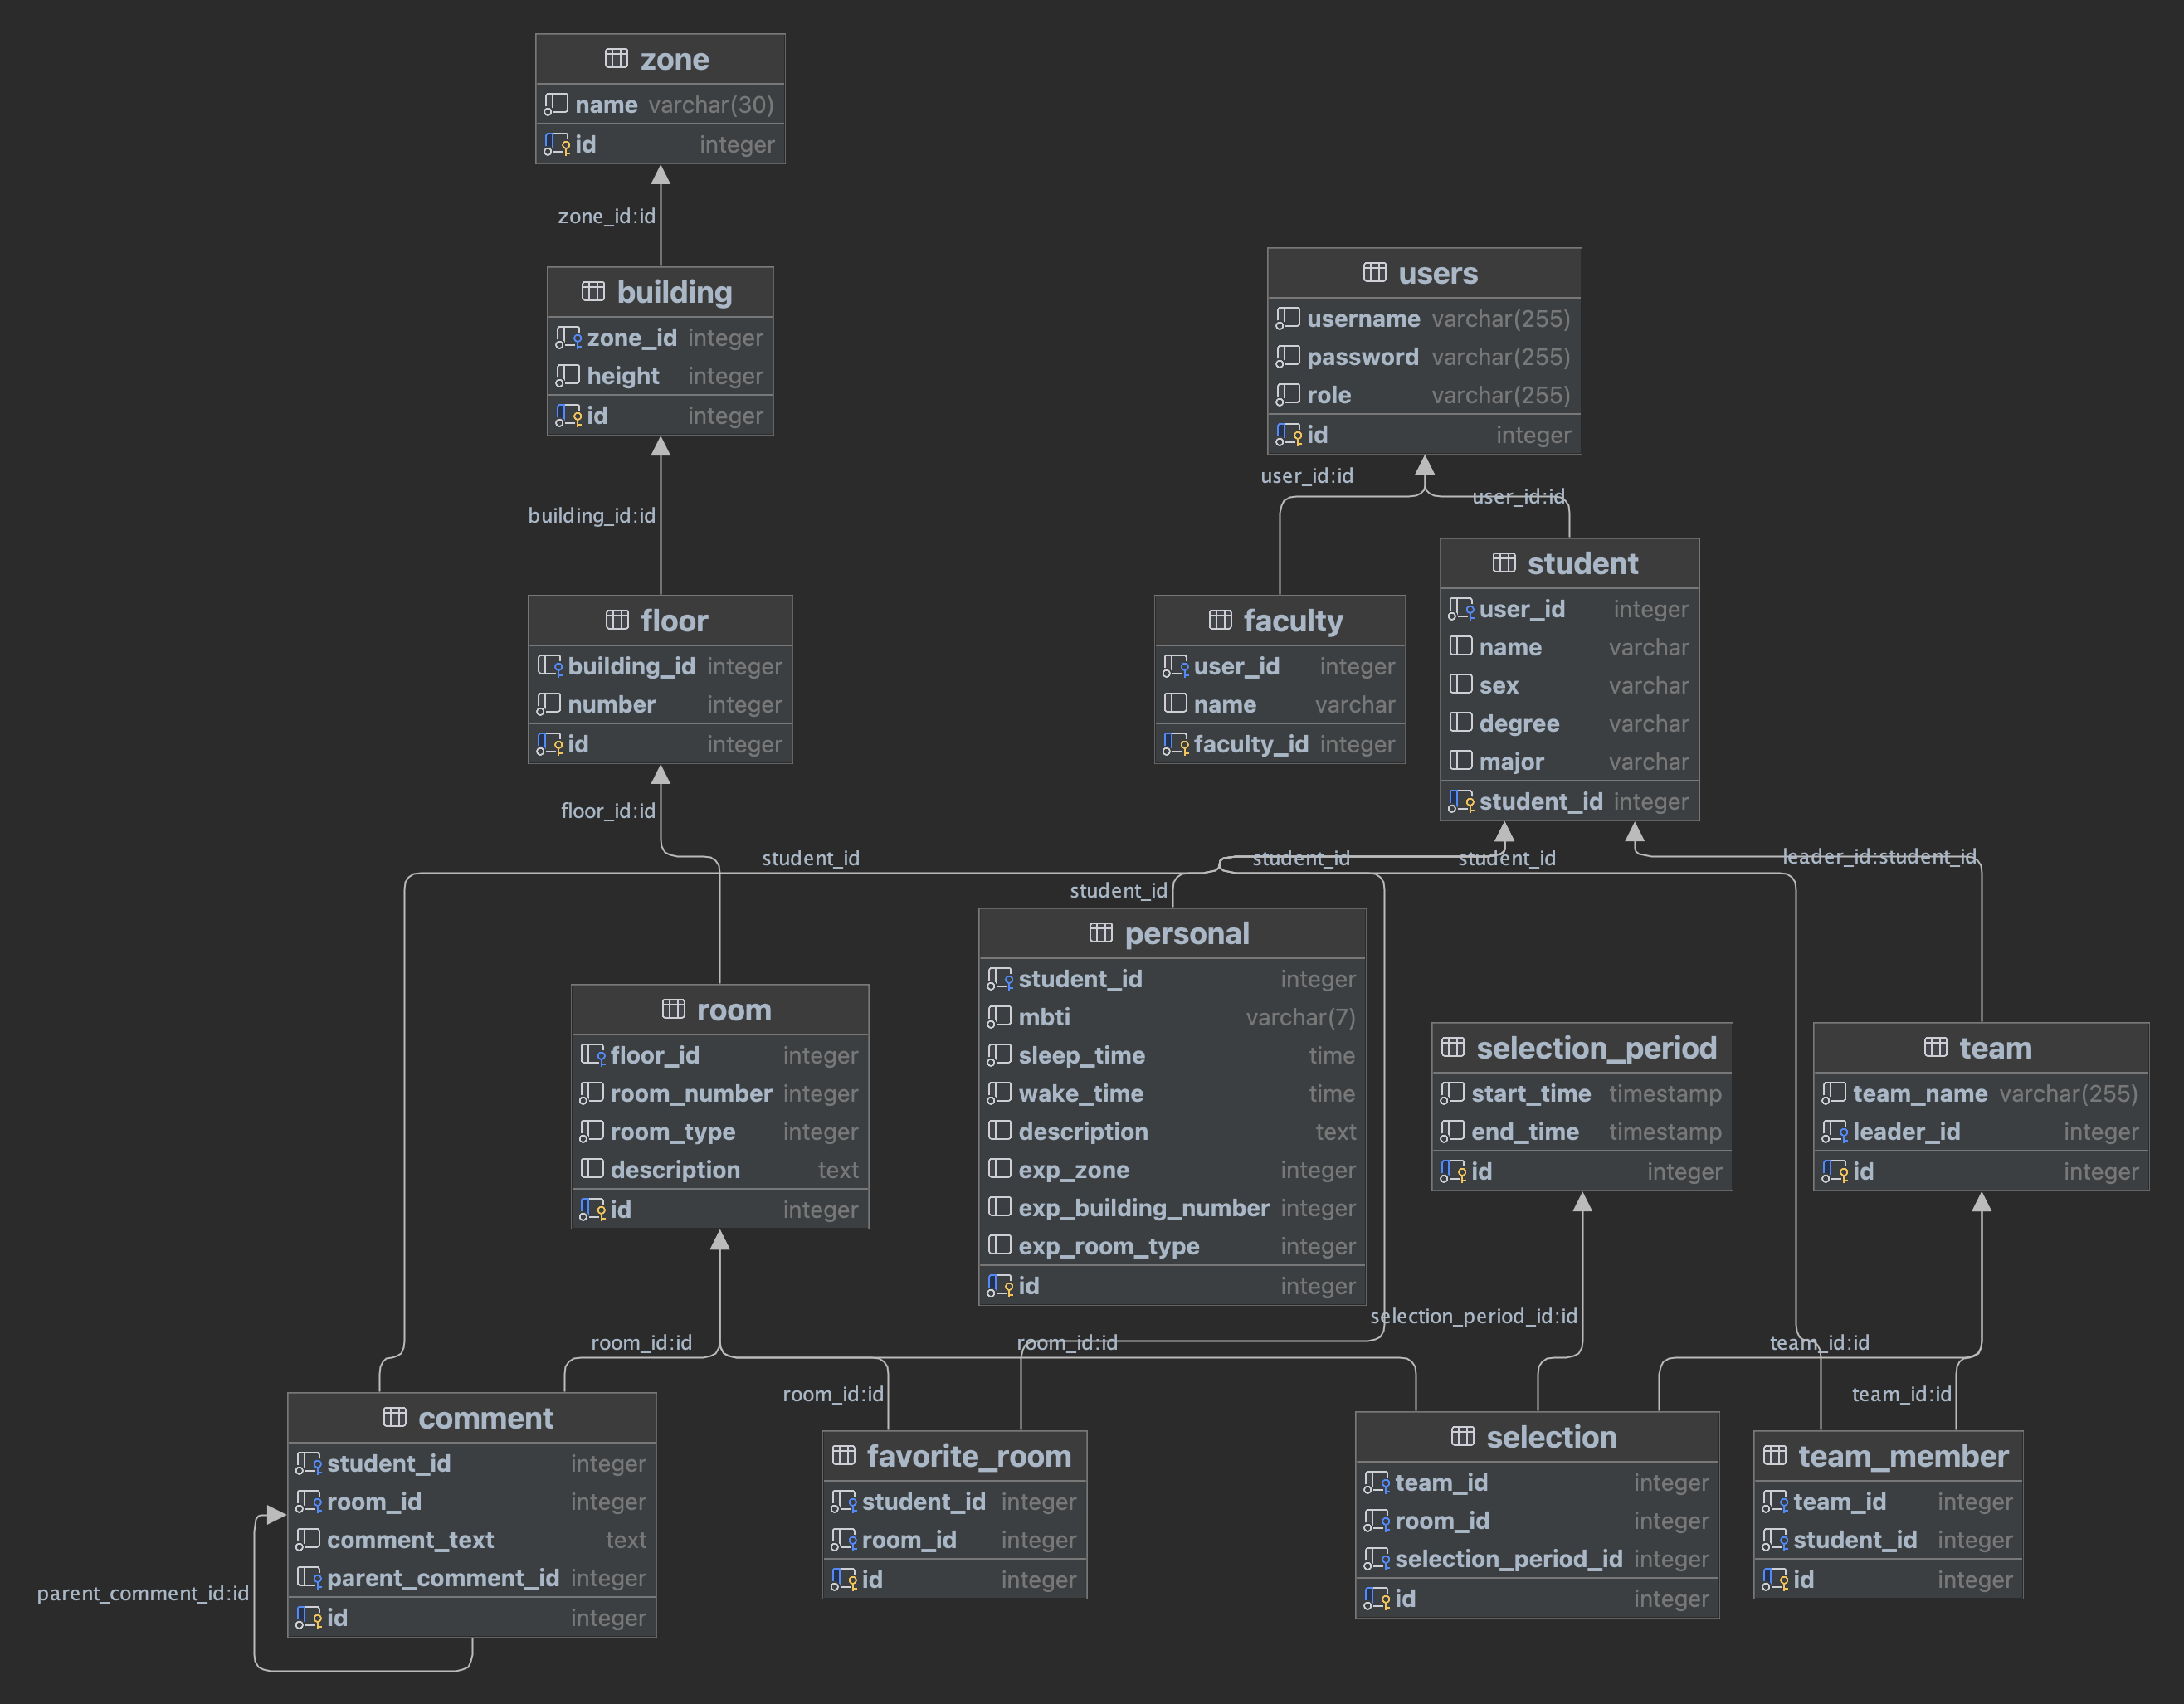 zone
name varchar(30)
id integer
zone_id:id
building
zone_id integer
height integer
id integer
building_id:id
floor
building_id integer
number integer
id integer
floor_id:id
users
username varchar(255)
password varchar(255)
role varchar(255)
id integer
user_id:id
user_id:id
faculty
user_id integer
name varchar
faculty_id integer
student
user_id integer
name varchar
sex varchar
degree varchar
major varchar
student_id integer
student_id
student_id
student_id
leader_id:student_id
student_id
room
floor_id integer
room_number integer
room_type integer
description text
id integer
personal
student_id integer
mbti varchar(7)
sleep_time time
wake_time time
description text
exp_zone integer
exp_building_number integer
exp_room_type integer
id integer
selection_period
start_time timestamp
end_time timestamp
id integer
team
team_name varchar(255)
leader_id integer
id integer
selection_period_id:id
room_id:id
room_id:id
team_id:id
room_id:id
team_id:id
comment
student_id integer
room_id integer
comment_text text
parent_comment_id integer
id integer
parent_comment_id:id
favorite_room
student_id integer
room_id integer
id integer
selection
team_id integer
room_id integer
selection_period_id integer
id integer
team_member
team_id integer
student_id integer
id integer